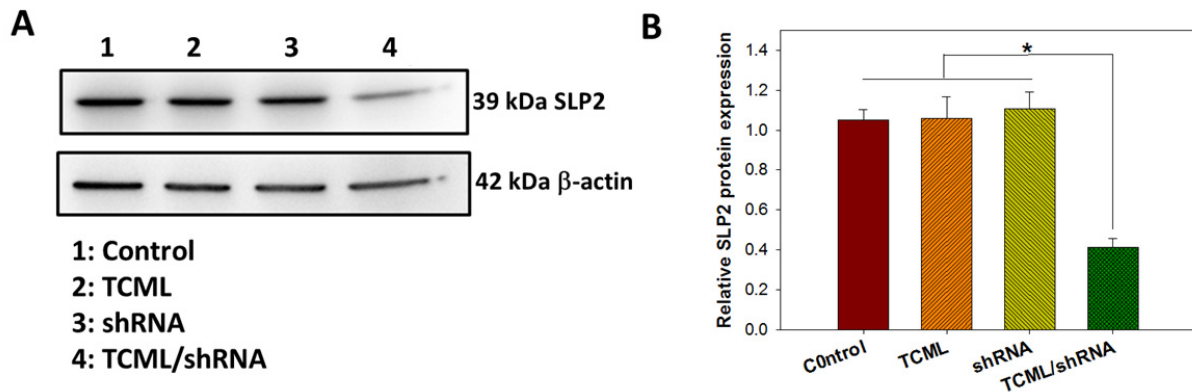 A
1 2 3 4
39 kDa SLP2
42 kDa β-actin
1: Control
2: TCML
3: shRNA
4: TCML/shRNA
B
Relative SLP2 protein expression
1.4
1.2
1.0
0.8
0.6
0.4
0.2
0.0
*
C0ntrol
TCML
shRNA
TCML/shRNA